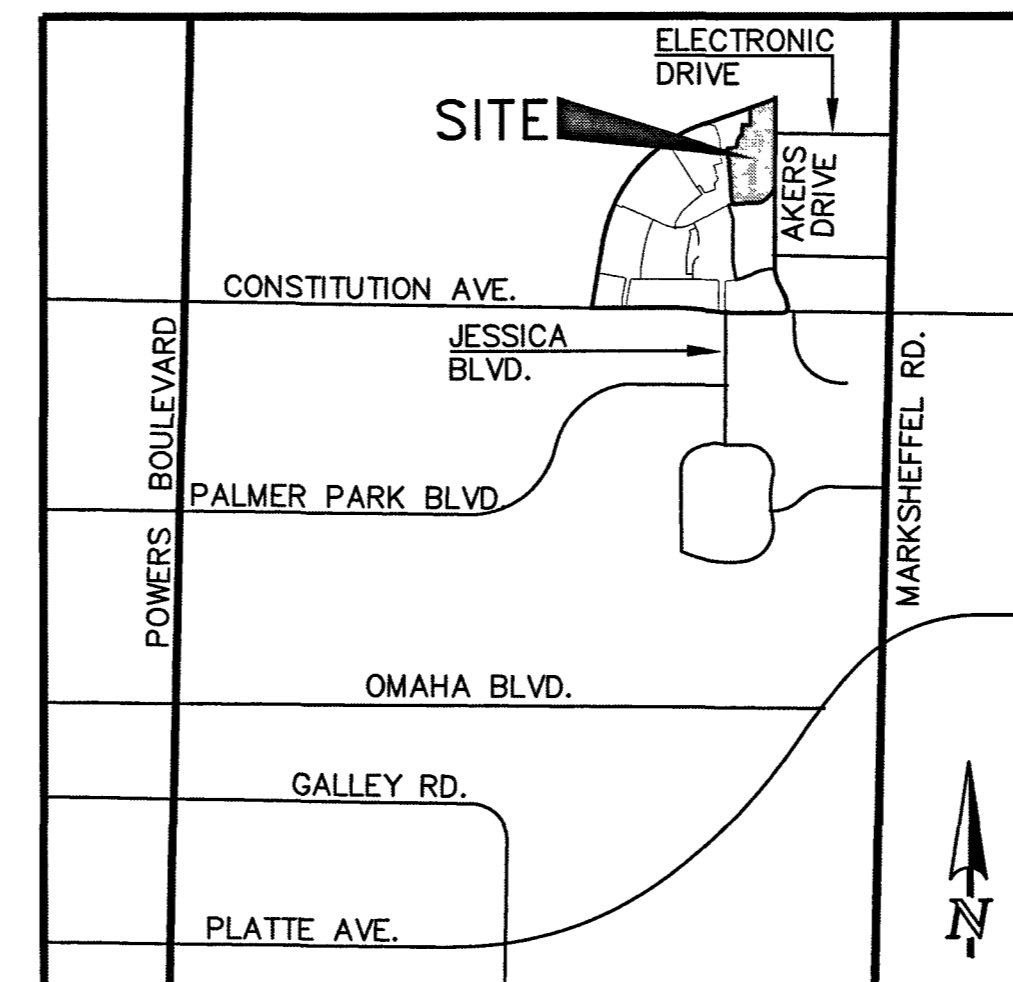 ELECTRONIC
DRIVE
SITE
AKERS
DRIVE
CONSTITUTION AVE.
JESSICA
BLVD.
POWERS BOULEVARD
MARKSHEFFEL RD.
PALMER PARK BLVD.
OMAHA BLVD.
GALLEY RD.
PLATTE AVE.
N